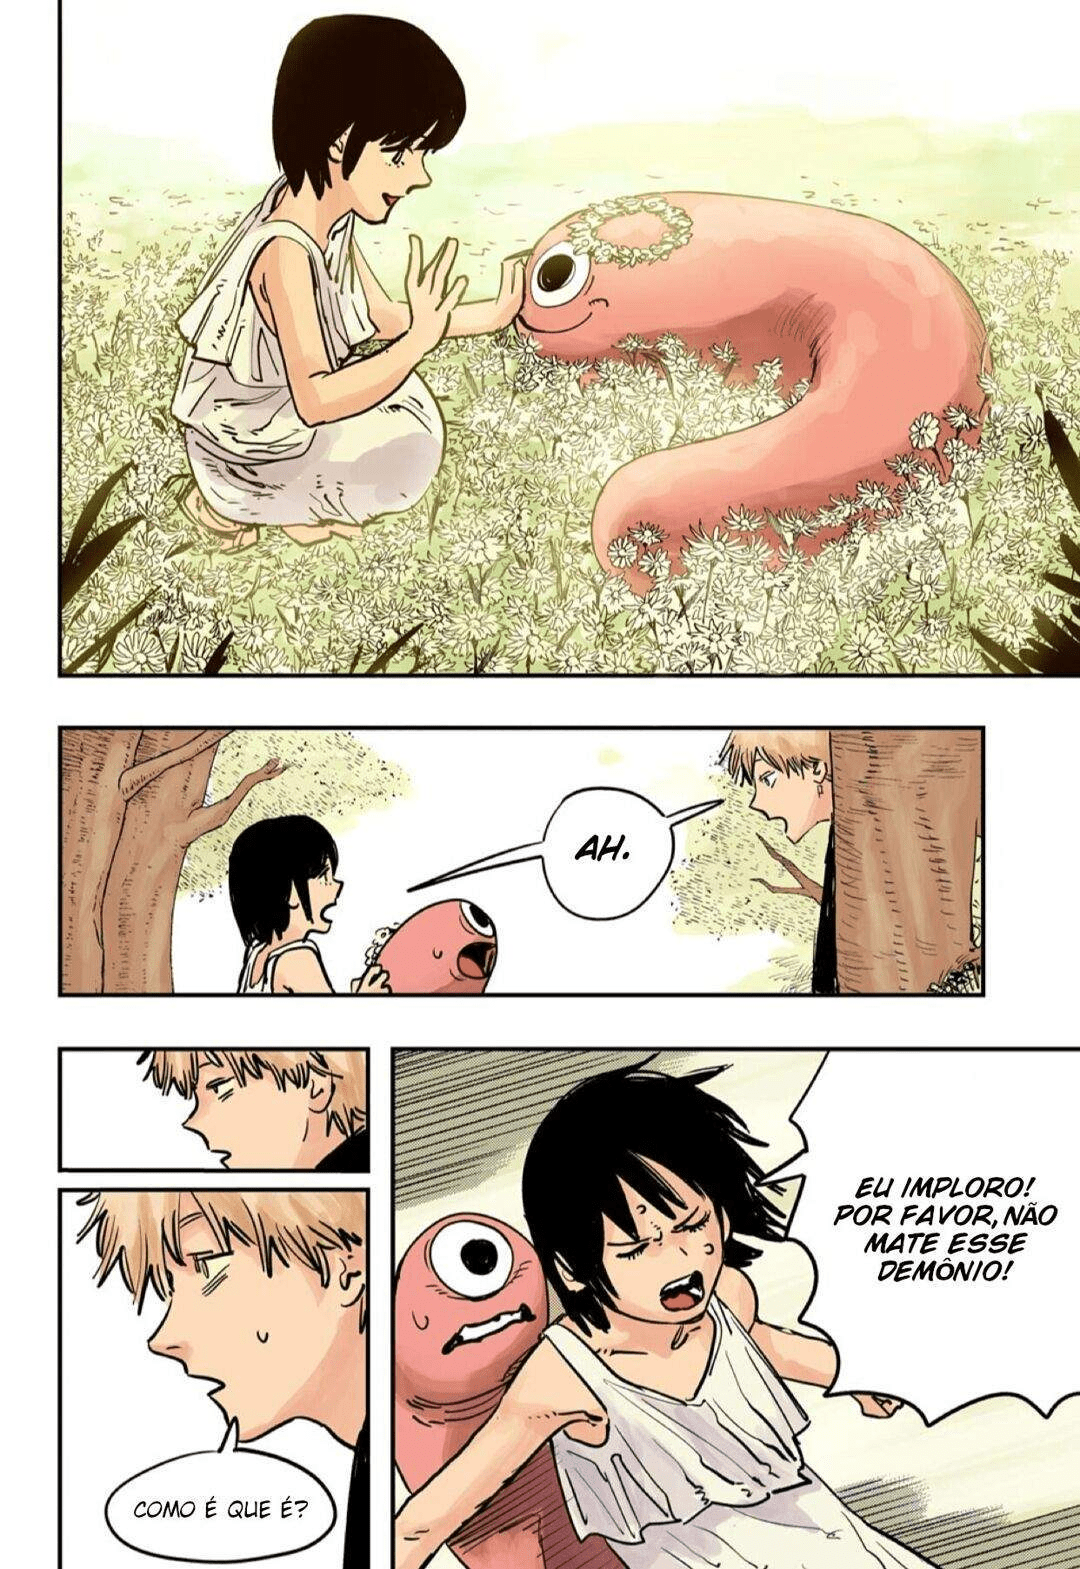 AH.
EU IMPLORO!
POR FAVOR, NÃO
MATE ESSE
DEMÔNIO!
COMO É QUE É?